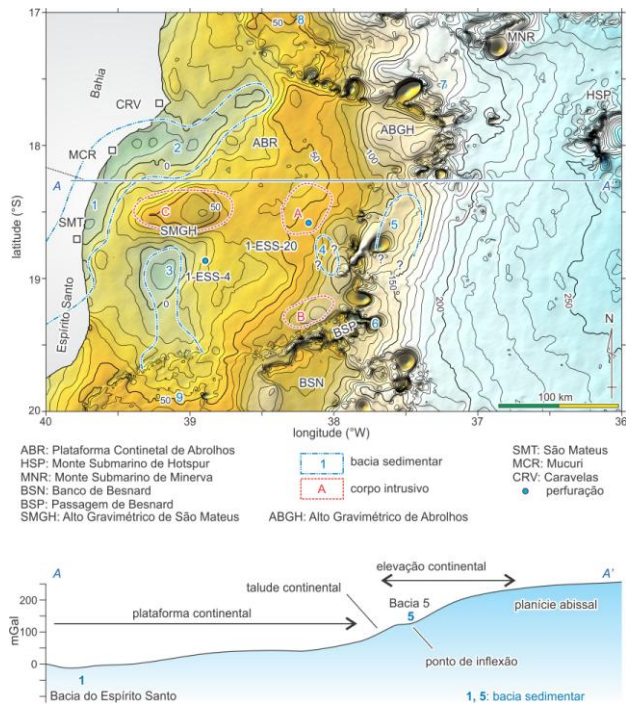 17
18
19
20
latitude (°S)
Bahia
Espírito Santo
CRV
MCR
SMT
50
8
MNR
7
HSP
2
ABR
ABGH
100
50
0
A
A'
1
C
50
SMGH
A
1-ESS-20
5
4
?
?
?
?
?
3
1-ESS-4
0
150
B
BSP
6
200
250
N
BSN
9
50
100 km
40
39
38
37
36
longitude (°W)
ABR: Plataforma Continetal de Abrolhos
HSP: Monte Submarino de Hotspur
MNR: Monte Submarino de Minerva
BSN: Banco de Besnard
BSP: Passagem de Besnard
SMGH: Alto Gravimétrico de São Mateus
ABGH: Alto Gravimétrico de Abrolhos
1 bacia sedimentar
A corpo intrusivo
SMT: São Mateus
MCR: Mucuri
CRV: Caravelas
perfuração
A
A'
elevação continental
talude continental
plataforma continental
Bacia 5
5
planície abissal
ponto de inflexão
mGal
200
100
0
1
Bacia do Espírito Santo
1, 5: bacia sedimentar